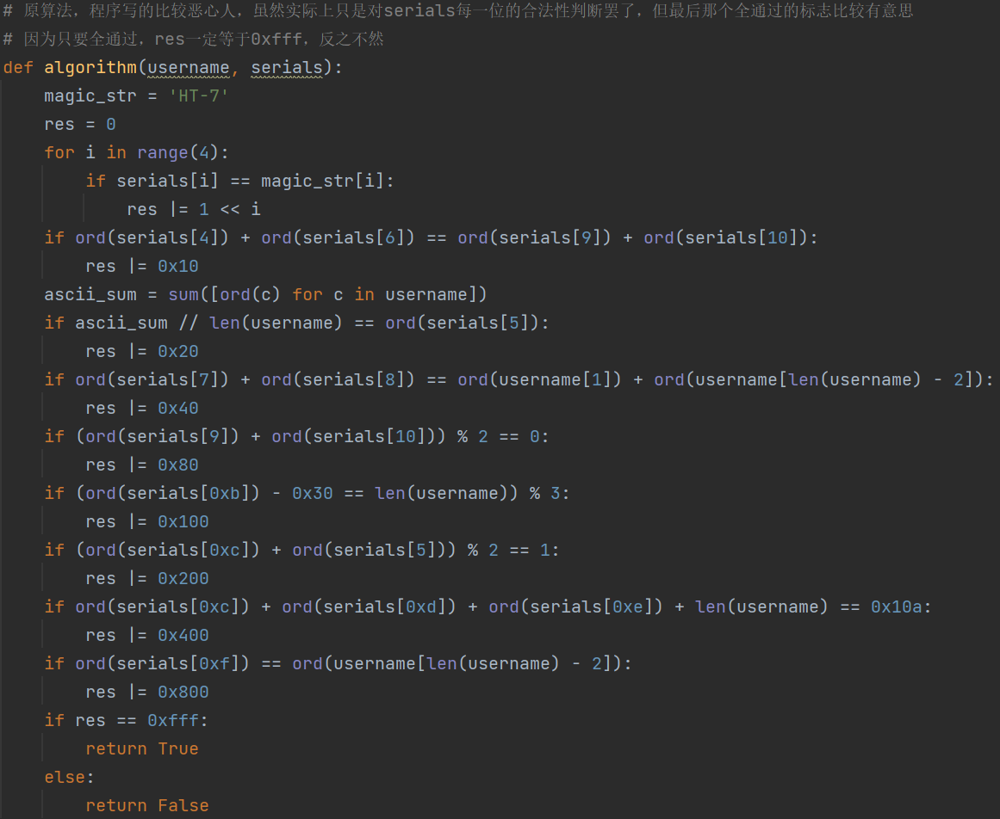 # 原算法，程序写的比较恶心人，虽然实际上只是对serials每一位的合法性判断罢了，但最后那个全通过的标志比较有意思
# 因为只要全通过，res一定等于0xfff，反之不然
def algorithm(username, serials):
    magic_str = 'HT-7'
    res = 0
    for i in range(4):
        if serials[i] == magic_str[i]:
            res |= 1 << i
    if ord(serials[4]) + ord(serials[6]) == ord(serials[9]) + ord(serials[10]):
        res |= 0x10
    ascii_sum = sum([ord(c) for c in username])
    if ascii_sum // len(username) == ord(serials[5]):
        res |= 0x20
    if ord(serials[7]) + ord(serials[8]) == ord(username[1]) + ord(username[len(username) - 2]):
        res |= 0x40
    if (ord(serials[9]) + ord(serials[10])) % 2 == 0:
        res |= 0x80
    if (ord(serials[0xb]) - 0x30 == len(username)) % 3:
        res |= 0x100
    if (ord(serials[0xc]) + ord(serials[5])) % 2 == 1:
        res |= 0x200
    if ord(serials[0xc]) + ord(serials[0xd]) + ord(serials[0xe]) + len(username) == 0x10a:
        res |= 0x400
    if ord(serials[0xf]) == ord(username[len(username) - 2]):
        res |= 0x800
    if res == 0xfff:
        return True
    else:
        return False